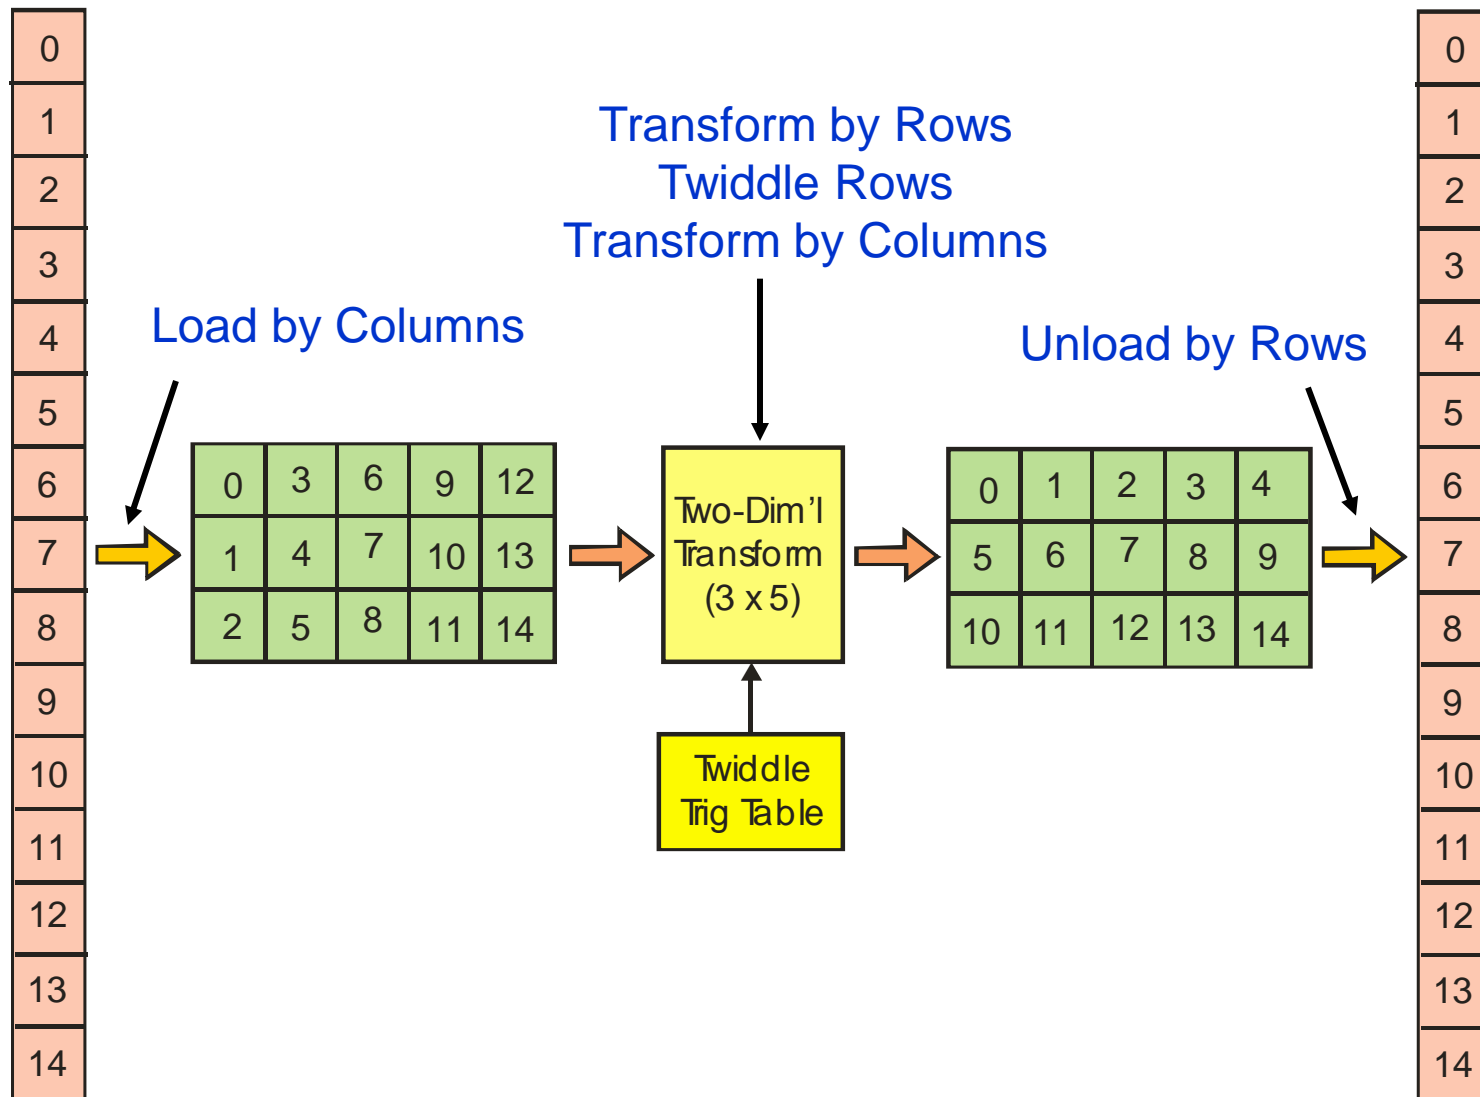 0
1
2
3
4
5
6
7
8
9
10
11
12
13
14
Load by Columns
0 3 6 9 12
1 4 7 10 13
2 5 8 11 14
Transform by Rows
Twiddle Rows
Transform by Columns
Two-Dim'l
Transform
(3 x 5)
Twiddle
Trig Table
Unload by Rows
0 1 2 3 4
5 6 7 8 9
10 11 12 13 14
0
1
2
3
4
5
6
7
8
9
10
11
12
13
14